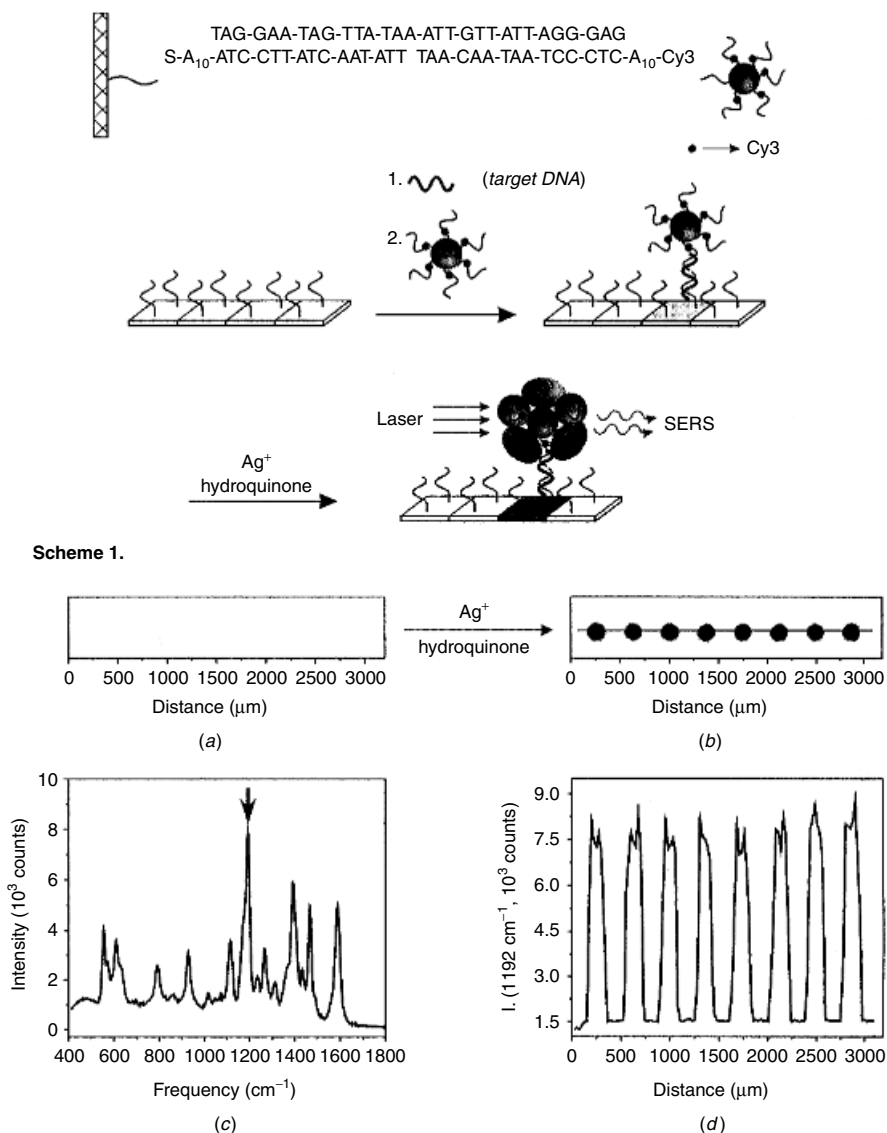 TAG-GAA-TAG-TTA-TAA-ATT-GTT-ATT-AGG-GAG
S-A10-ATC-CTT-ATC-AAT-ATT TAA-CAA-TAA-TCC-CTC-A10-Cy3
Cy3
1. (target DNA)
2.
Laser
SERS
Ag+
hydroquinone
Scheme 1.
Ag+
hydroquinone
0 500 1000 1500 2000 2500 3000
Distance (μm)
(a)
0 500 1000 1500 2000 2500 3000
Distance (μm)
(b)
10
8
6
4
2
0
Intensity (10³ counts)
400 600 800 1000 1200 1400 1600 1800
Frequency (cm⁻¹)
(c)
9.0
7.5
6.0
4.5
3.0
1.5
I. (1192 cm⁻¹, 10³ counts)
0 500 1000 1500 2000 2500 3000
Distance (μm)
(d)